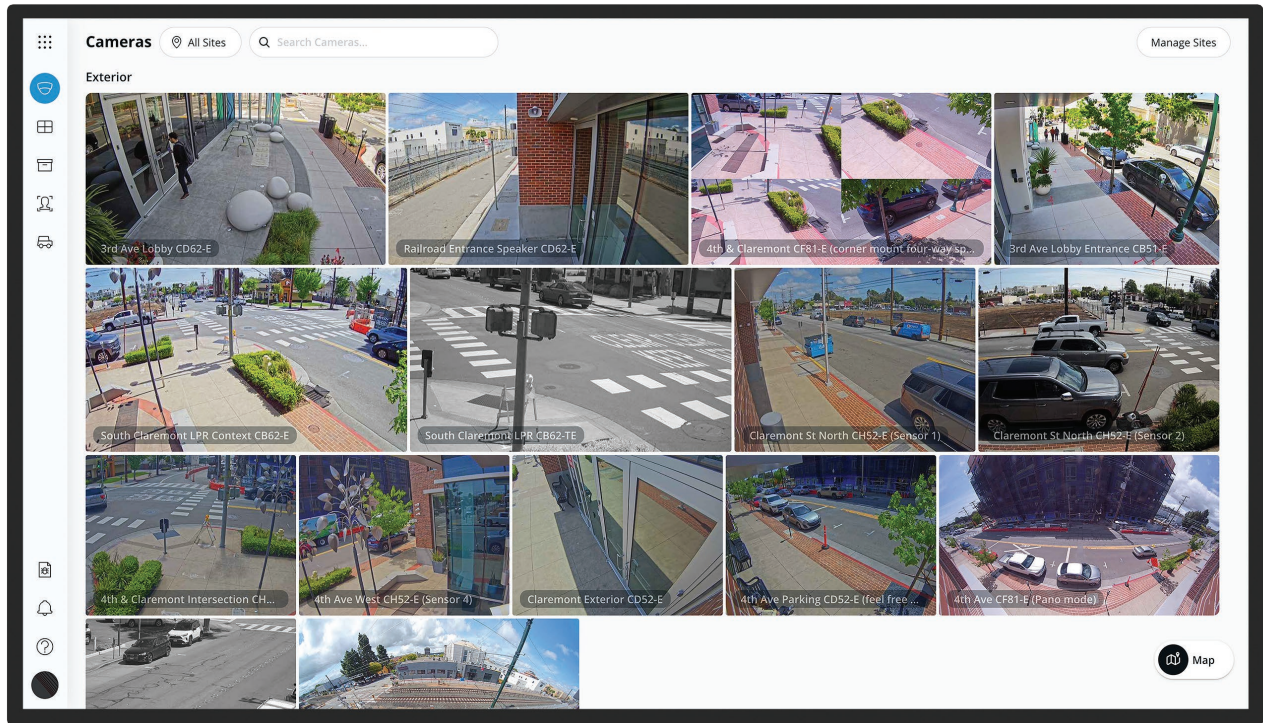 Cameras
All Sites
Search Cameras...
Manage Sites
Exterior
3rd Ave Lobby CD62-E
Railroad Entrance Speaker CD62-E
4th & Claremont CF81-E (corner mount four-way sp...
3rd Ave Lobby Entrance CB51-E
South Claremont LPR Context CB62-E
South Claremont LPR CB62-TE
Claremont St North CH52-E (Sensor 1)
Claremont St North CH52-E (Sensor 2)
4th & Claremont Intersection CH...
4th Ave West CH52-E (Sensor 4)
Claremont Exterior CD52-E
4th Ave Parking CD52-E (feel free ...
4th Ave CF81-E (Pano mode)
Map